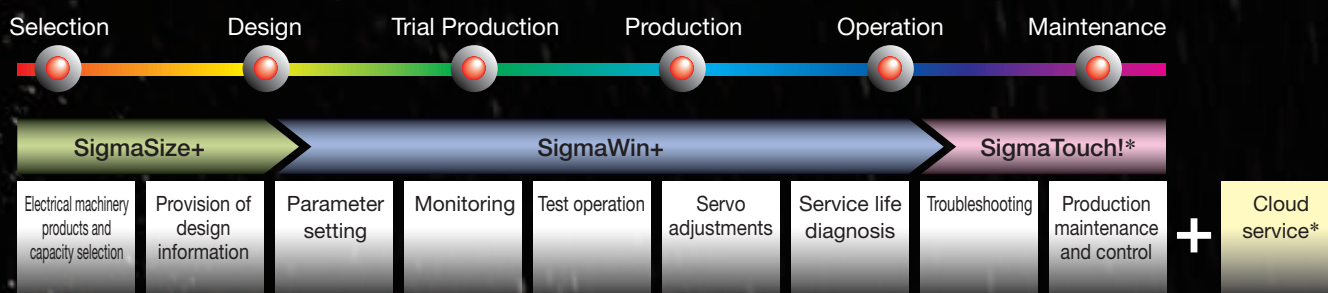 Selection
Design
Trial Production
Production
Operation
Maintenance
SigmaSize+
SigmaWin+
SigmaTouch!*
Electrical machinery
products and
capacity selection
Provision of
design
information
Parameter
setting
Monitoring
Test operation
Servo
adjustments
Service life
diagnosis
Troubleshooting
Production
maintenance
and control
+
Cloud
service*